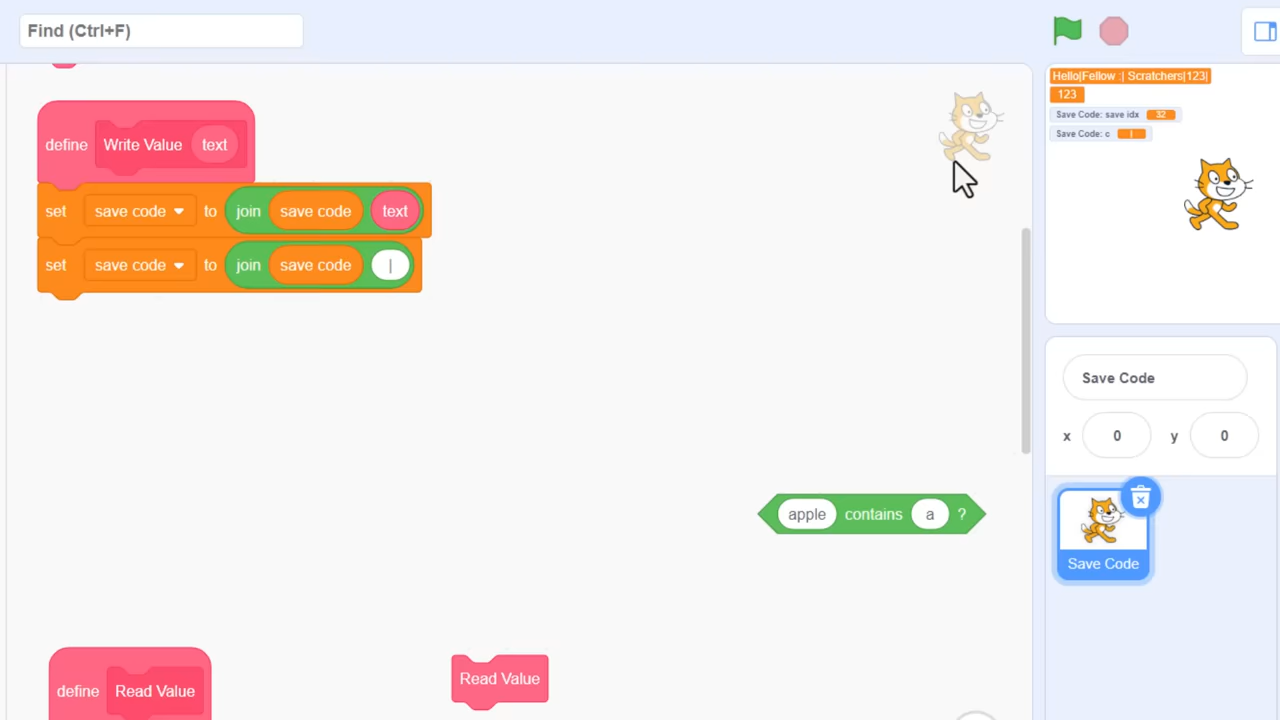 Find (Ctrl+F)
define Write Value text
set save code to join save code text
set save code to join save code |
apple contains a ?
define Read Value
Read Value
Hello|Fellow :| Scratchers|123|
123
Save Code: save idx 32
Save Code: c |
Save Code
x 0 y 0
Save Code